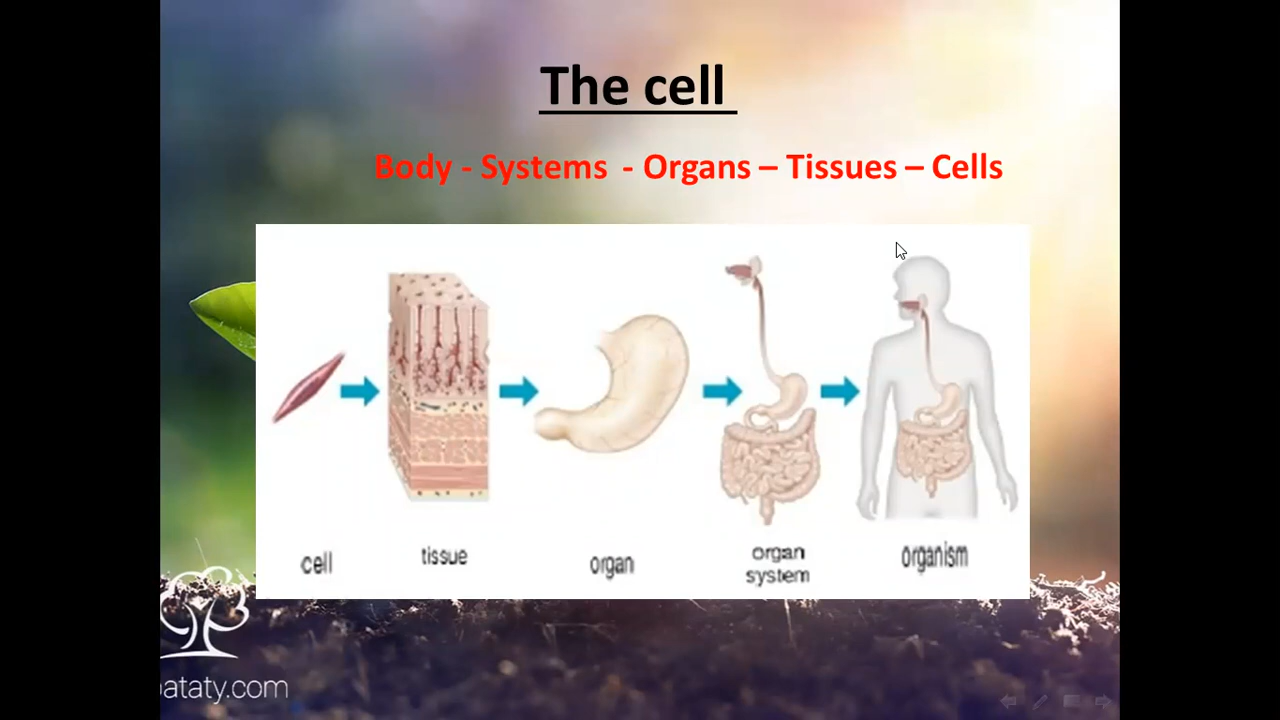 The cell
Body - Systems - Organs – Tissues – Cells
cell
tissue
organ
organ
system
organism
ataty.com